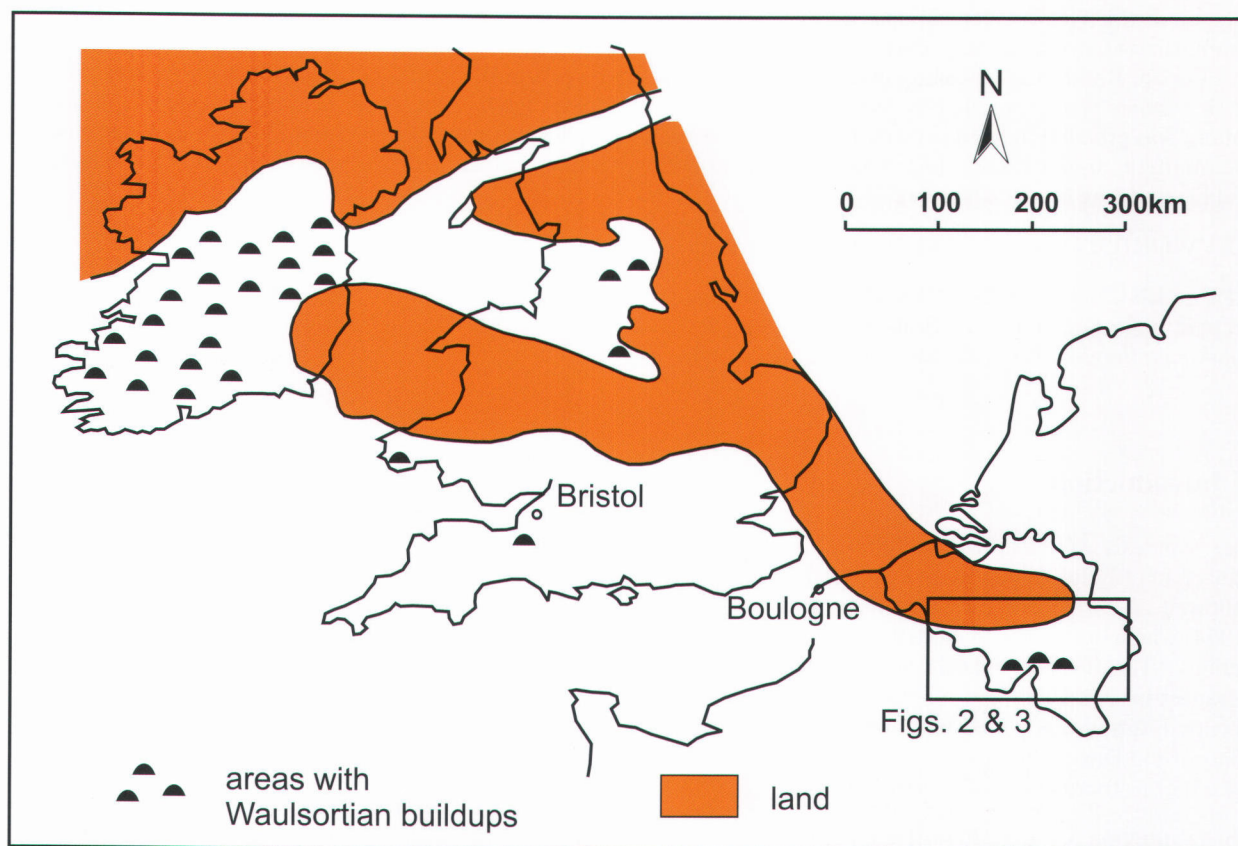 N
0 100 200 300km
Bristol
Boulogne
Figs. 2 & 3
areas with
Waulsortian buildups
land